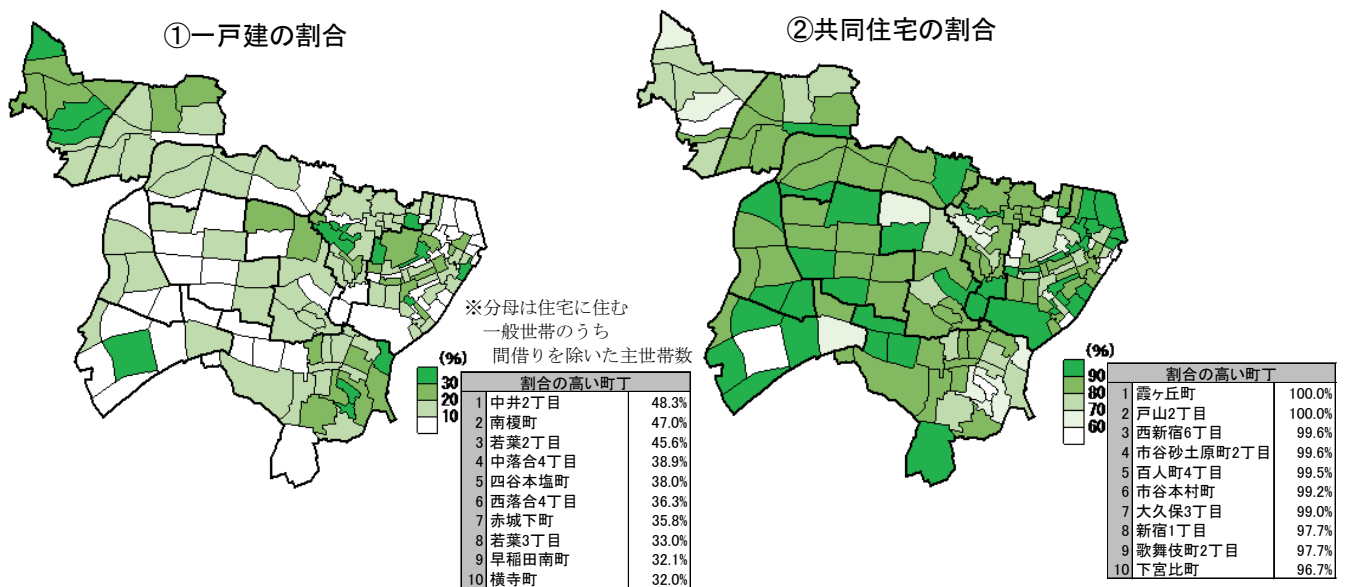 ①一戸建の割合
②共同住宅の割合
※分母は住宅に住む
一般世帯のうち
間借りを除いた主世帯数
(%)
30
20
10
割合の高い町丁
1 中井2丁目 48.3%
2 南榎町 47.0%
3 若葉2丁目 45.6%
4 中落合4丁目 38.9%
5 四谷本塩町 38.0%
6 西落合4丁目 36.3%
7 赤城下町 35.8%
8 若葉3丁目 33.0%
9 早稲田南町 32.1%
10 横寺町 32.0%
(%)
90
80
70
60
割合の高い町丁
1 霞ヶ丘町 100.0%
2 戸山2丁目 100.0%
3 西新宿6丁目 99.6%
4 市谷砂土原町2丁目 99.6%
5 百人町4丁目 99.5%
6 市谷本村町 99.2%
7 大久保3丁目 99.0%
8 新宿1丁目 97.7%
9 歌舞伎町2丁目 97.7%
10 下宮比町 96.7%